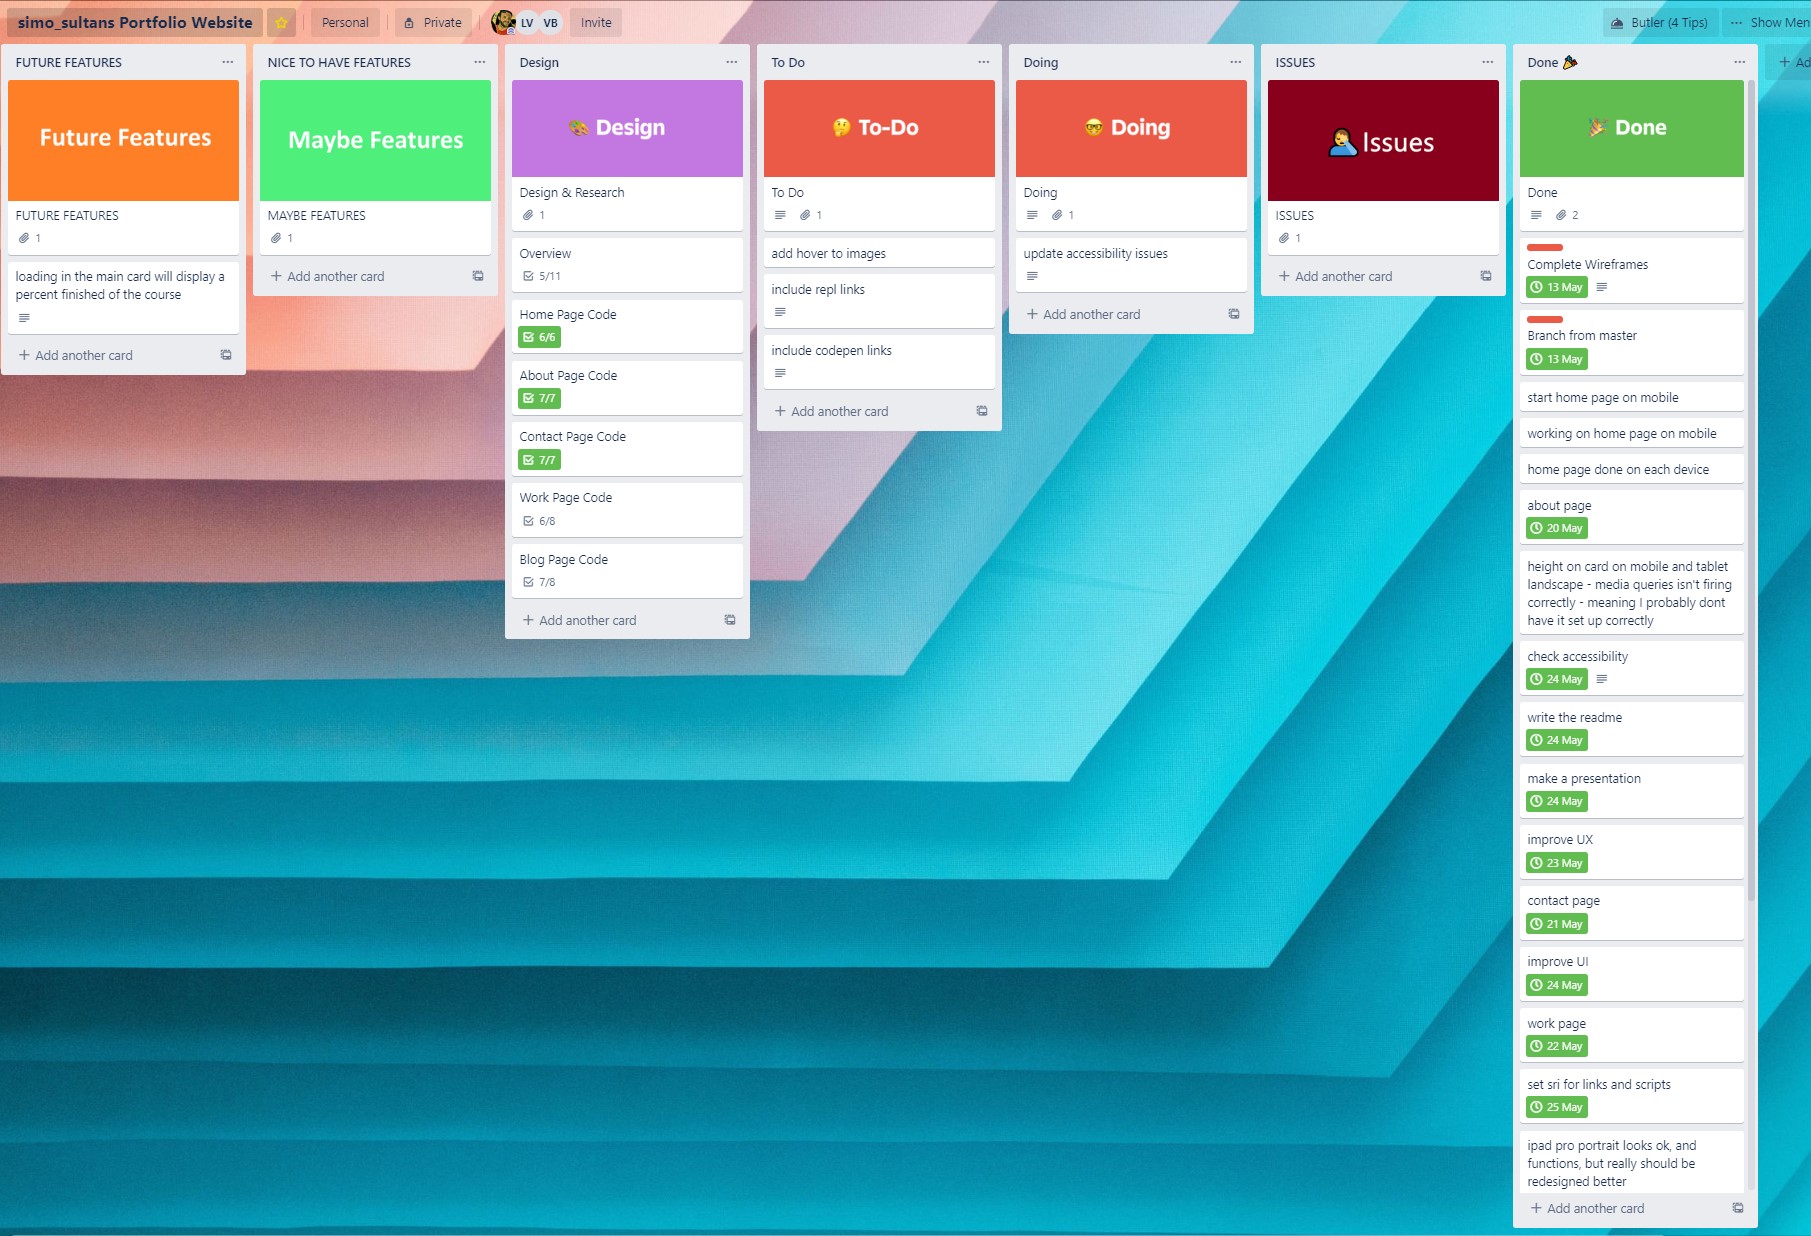 simo_sultans Portfolio Website
Personal
Private
LV
VB
Invite
Butler (4 Tips)
Show Men
FUTURE FEATURES
Future Features
FUTURE FEATURES
1
loading in the main card will display a
percent finished of the course
Add another card
NICE TO HAVE FEATURES
Maybe Features
MAYBE FEATURES
1
Add another card
Design
Design
Design & Research
1
Overview
5/11
Home Page Code
6/6
About Page Code
7/7
Contact Page Code
7/7
Work Page Code
6/8
Blog Page Code
7/8
Add another card
To Do
To-Do
To Do
1
add hover to images
include repl links
include codepen links
Add another card
Doing
Doing
Doing
1
update accessibility issues
Add another card
ISSUES
Issues
ISSUES
1
Add another card
Done
Done
Done
2
Complete Wireframes
13 May
Branch from master
13 May
start home page on mobile
working on home page on mobile
home page done on each device
about page
20 May
height on card on mobile and tablet
landscape - media queries isn't firing
correctly - meaning I probably dont
have it set up correctly
check accessibility
24 May
write the readme
24 May
make a presentation
24 May
improve UX
23 May
contact page
21 May
improve UI
24 May
work page
22 May
set sri for links and scripts
25 May
ipad pro portrait looks ok, and
functions, but really should be
redesigned better
Add another card
Ad